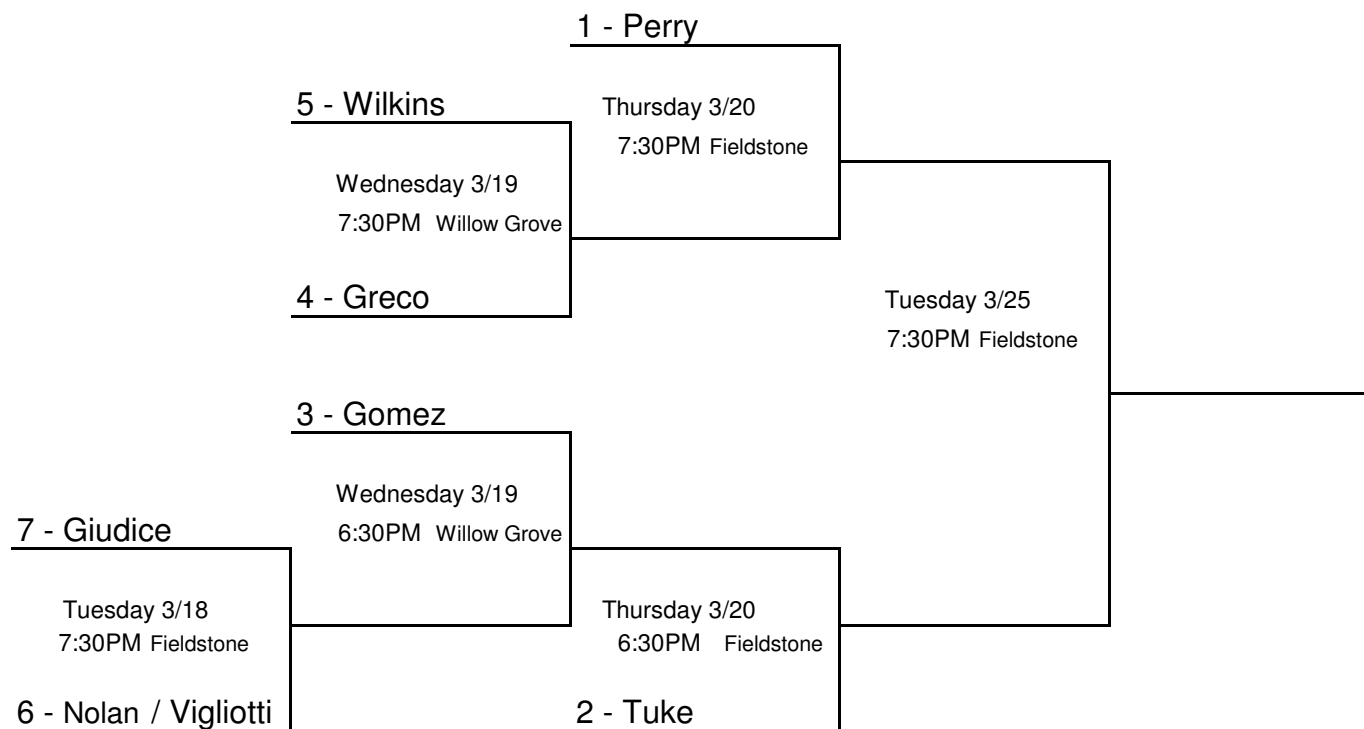 1 - Perry
5 - Wilkins
Thursday 3/20
7:30PM Fieldstone
Wednesday 3/19
7:30PM Willow Grove
4 - Greco
Tuesday 3/25
7:30PM Fieldstone
3 - Gomez
Wednesday 3/19
6:30PM Willow Grove
7 - Giudice
Tuesday 3/18
7:30PM Fieldstone
Thursday 3/20
6:30PM Fieldstone
6 - Nolan / Vigliotti
2 - Tuke